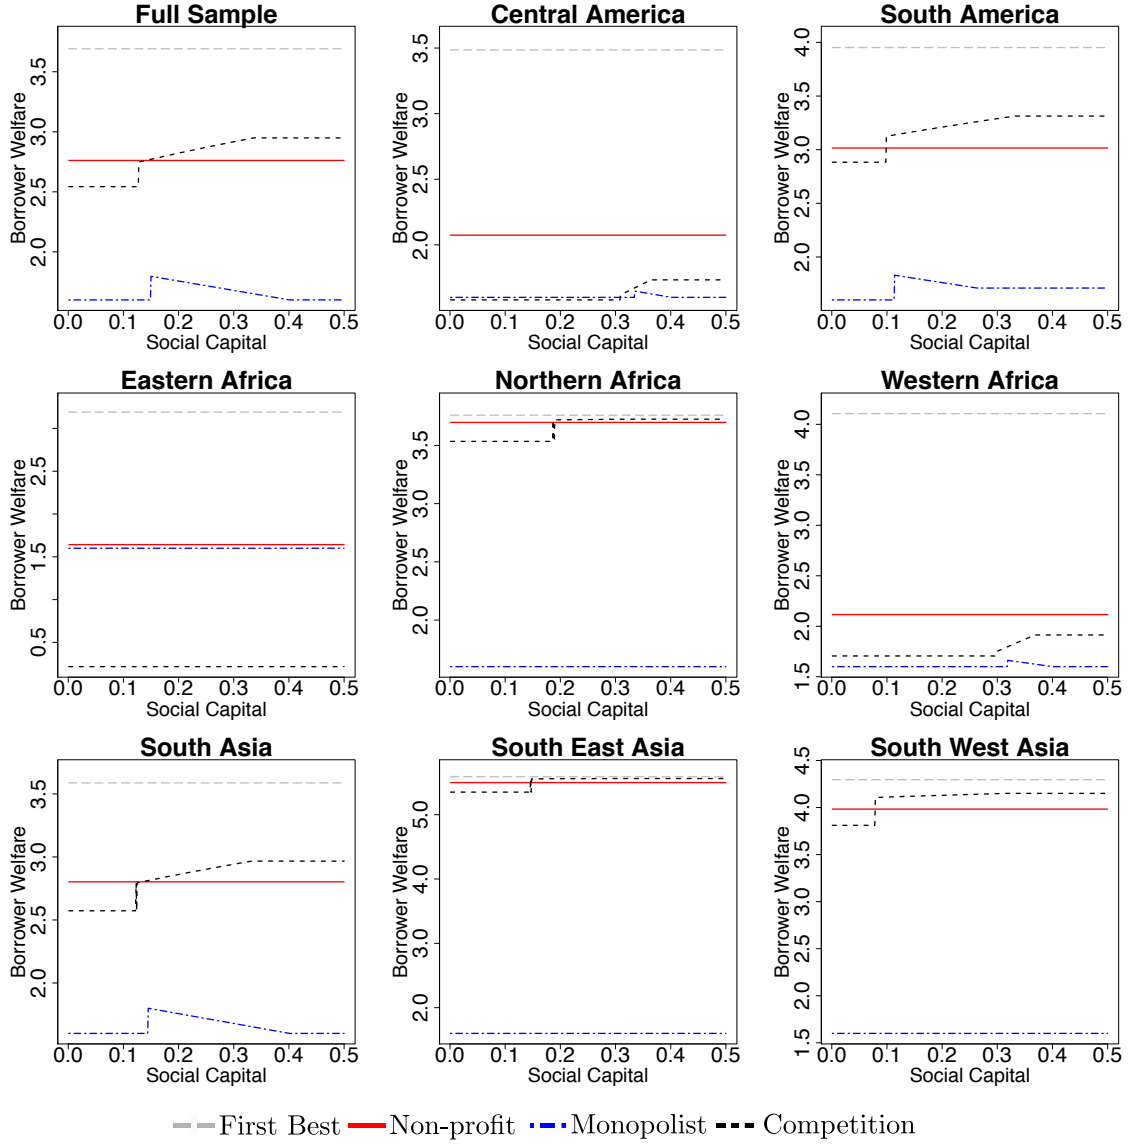 Full Sample
Borrower Welfare
2.0 2.5 3.0 3.5
0.0 0.1 0.2 0.3 0.4 0.5
Social Capital
Central America
Borrower Welfare
2.0 2.5 3.0 3.5
0.0 0.1 0.2 0.3 0.4 0.5
Social Capital
South America
Borrower Welfare
2.0 2.5 3.0 3.5 4.0
0.0 0.1 0.2 0.3 0.4 0.5
Social Capital
Eastern Africa
Borrower Welfare
0.5 1.5 2.5
0.0 0.1 0.2 0.3 0.4 0.5
Social Capital
Northern Africa
Borrower Welfare
2.0 2.5 3.0 3.5
0.0 0.1 0.2 0.3 0.4 0.5
Social Capital
Western Africa
Borrower Welfare
1.5 2.0 2.5 3.0 3.5 4.0
0.0 0.1 0.2 0.3 0.4 0.5
Social Capital
South Asia
Borrower Welfare
2.0 2.5 3.0 3.5
0.0 0.1 0.2 0.3 0.4 0.5
Social Capital
South East Asia
Borrower Welfare
2.0 3.0 4.0 5.0
0.0 0.1 0.2 0.3 0.4 0.5
Social Capital
South West Asia
Borrower Welfare
1.5 2.0 2.5 3.0 3.5 4.0 4.5
0.0 0.1 0.2 0.3 0.4 0.5
Social Capital
First Best Non-profit Monopolist Competition